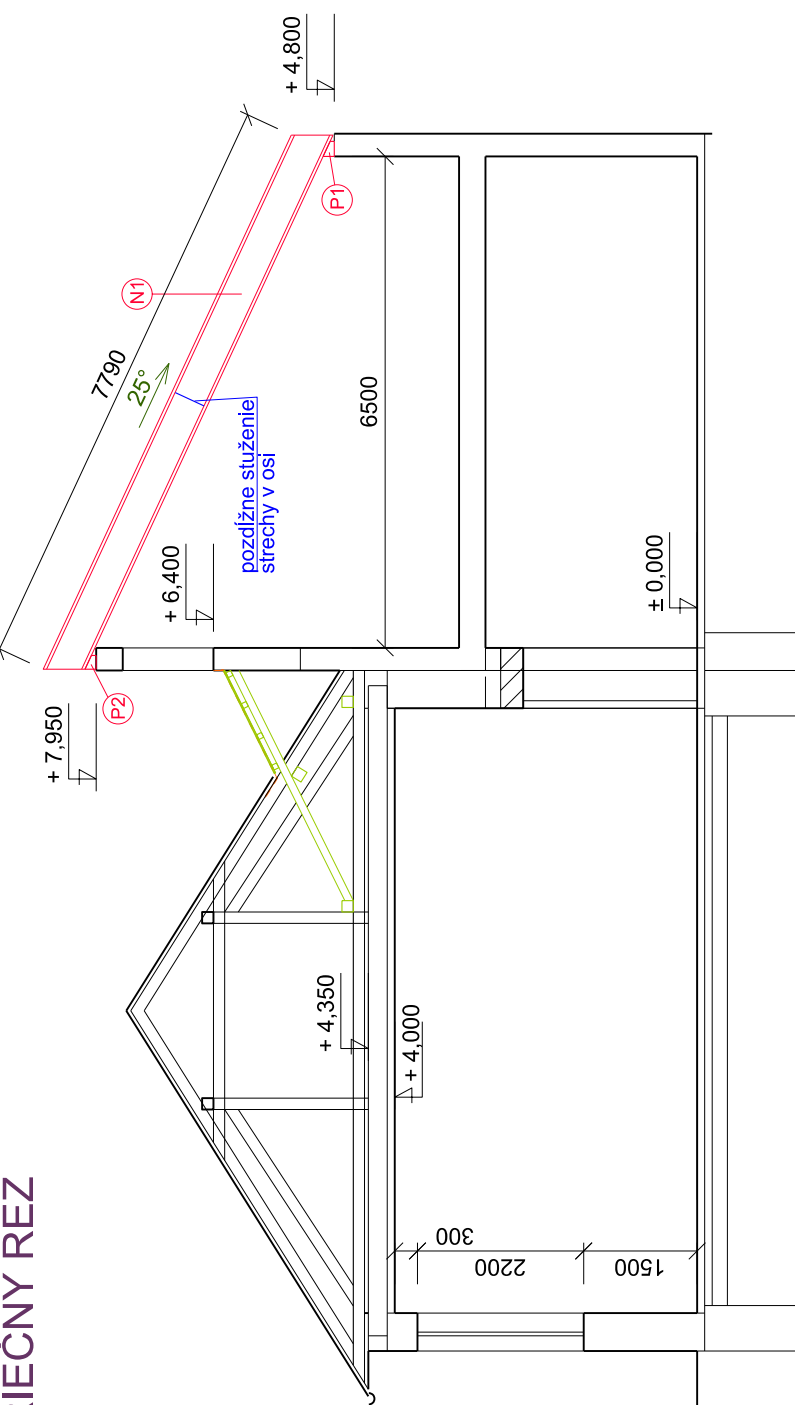 RIEČNY REZ
+ 7,950
P2
7790
25°
N1
+ 4,800
P1
+ 6,400
pozdĺžne stuženie
strechy v osi
6500
± 0,000
+ 4,350
+ 4,000
300
2200
1500